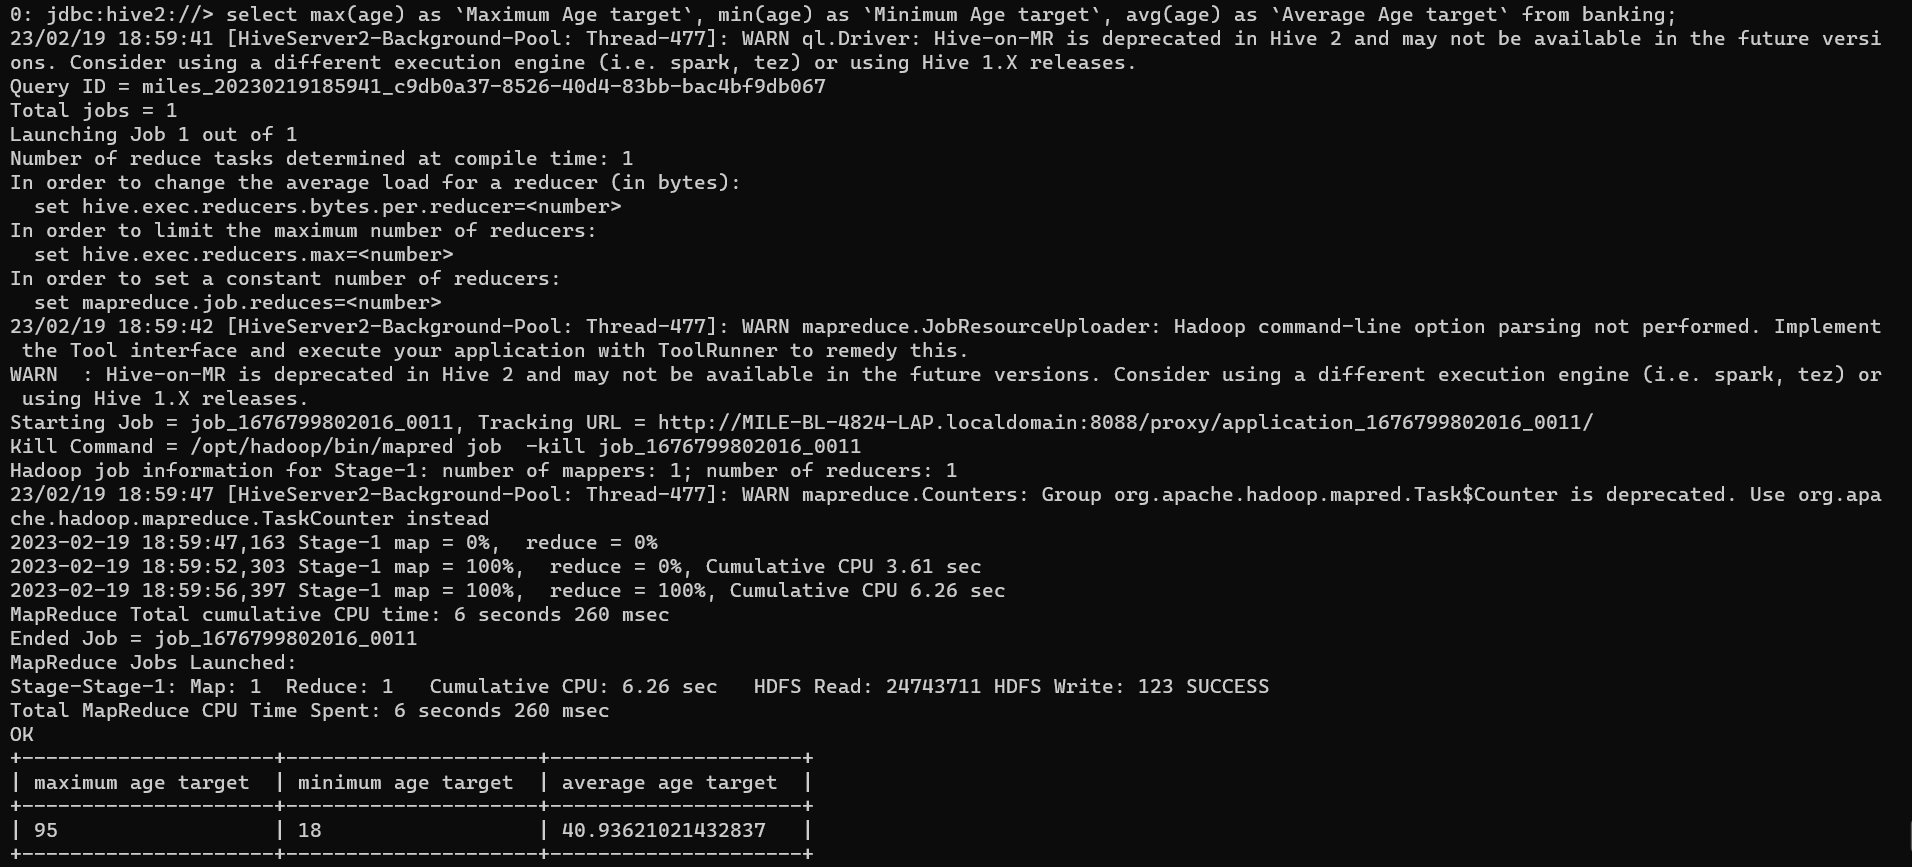 0: jdbc:hive2://> select max(age) as `Maximum Age target`, min(age) as `Minimum Age target`, avg(age) as `Average Age target` from banking;
23/02/19 18:59:41 [HiveServer2-Background-Pool: Thread-477]: WARN ql.Driver: Hive-on-MR is deprecated in Hive 2 and may not be available in the future versi
ons. Consider using a different execution engine (i.e. spark, tez) or using Hive 1.X releases.
Query ID = miles_20230219185941_c9db0a37-8526-40d4-83bb-bac4bf9db067
Total jobs = 1
Launching Job 1 out of 1
Number of reduce tasks determined at compile time: 1
In order to change the average load for a reducer (in bytes):
  set hive.exec.reducers.bytes.per.reducer=<number>
In order to limit the maximum number of reducers:
  set hive.exec.reducers.max=<number>
In order to set a constant number of reducers:
  set mapreduce.job.reduces=<number>
23/02/19 18:59:42 [HiveServer2-Background-Pool: Thread-477]: WARN mapreduce.JobResourceUploader: Hadoop command-line option parsing not performed. Implement
 the Tool interface and execute your application with ToolRunner to remedy this.
WARN  : Hive-on-MR is deprecated in Hive 2 and may not be available in the future versions. Consider using a different execution engine (i.e. spark, tez) or
 using Hive 1.X releases.
Starting Job = job_1676799802016_0011, Tracking URL = http://MILE-BL-4824-LAP.localdomain:8088/proxy/application_1676799802016_0011/
Kill Command = /opt/hadoop/bin/mapred job  -kill job_1676799802016_0011
Hadoop job information for Stage-1: number of mappers: 1; number of reducers: 1
23/02/19 18:59:47 [HiveServer2-Background-Pool: Thread-477]: WARN mapreduce.Counters: Group org.apache.hadoop.mapred.Task$Counter is deprecated. Use org.apa
che.hadoop.mapreduce.TaskCounter instead
2023-02-19 18:59:47,163 Stage-1 map = 0%,  reduce = 0%
2023-02-19 18:59:52,303 Stage-1 map = 100%,  reduce = 0%, Cumulative CPU 3.61 sec
2023-02-19 18:59:56,397 Stage-1 map = 100%,  reduce = 100%, Cumulative CPU 6.26 sec
MapReduce Total cumulative CPU time: 6 seconds 260 msec
Ended Job = job_1676799802016_0011
MapReduce Jobs Launched:
Stage-Stage-1: Map: 1  Reduce: 1   Cumulative CPU: 6.26 sec   HDFS Read: 24743711 HDFS Write: 123 SUCCESS
Total MapReduce CPU Time Spent: 6 seconds 260 msec
OK
+---------------------+---------------------+---------------------+
| maximum age target  | minimum age target  | average age target  |
+---------------------+---------------------+---------------------+
| 95                  | 18                  | 40.93621021432837   |
+---------------------+---------------------+---------------------+